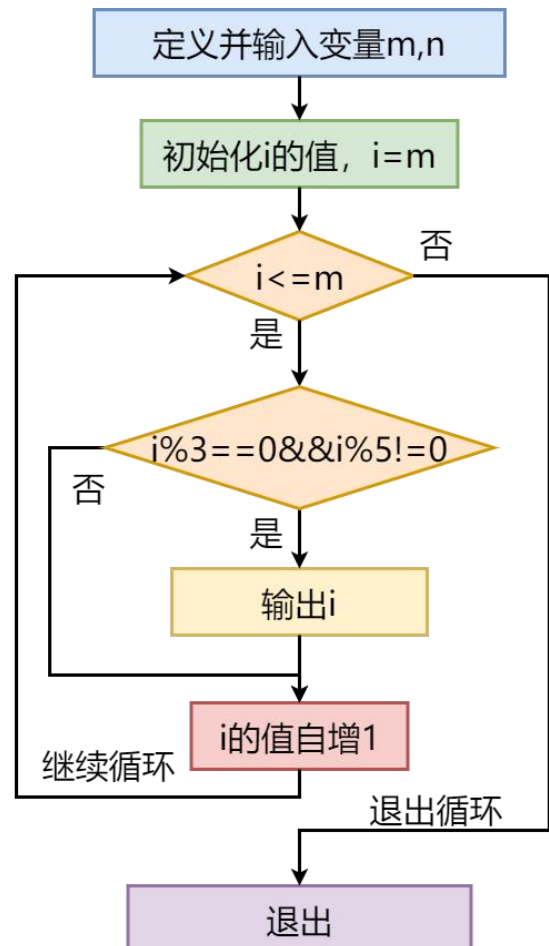 定义并输入变量m,n
初始化i的值，i=m
i<=m
否
是
i%3==0&&i%5!=0
否
是
输出i
i的值自增1
继续循环
退出循环
退出